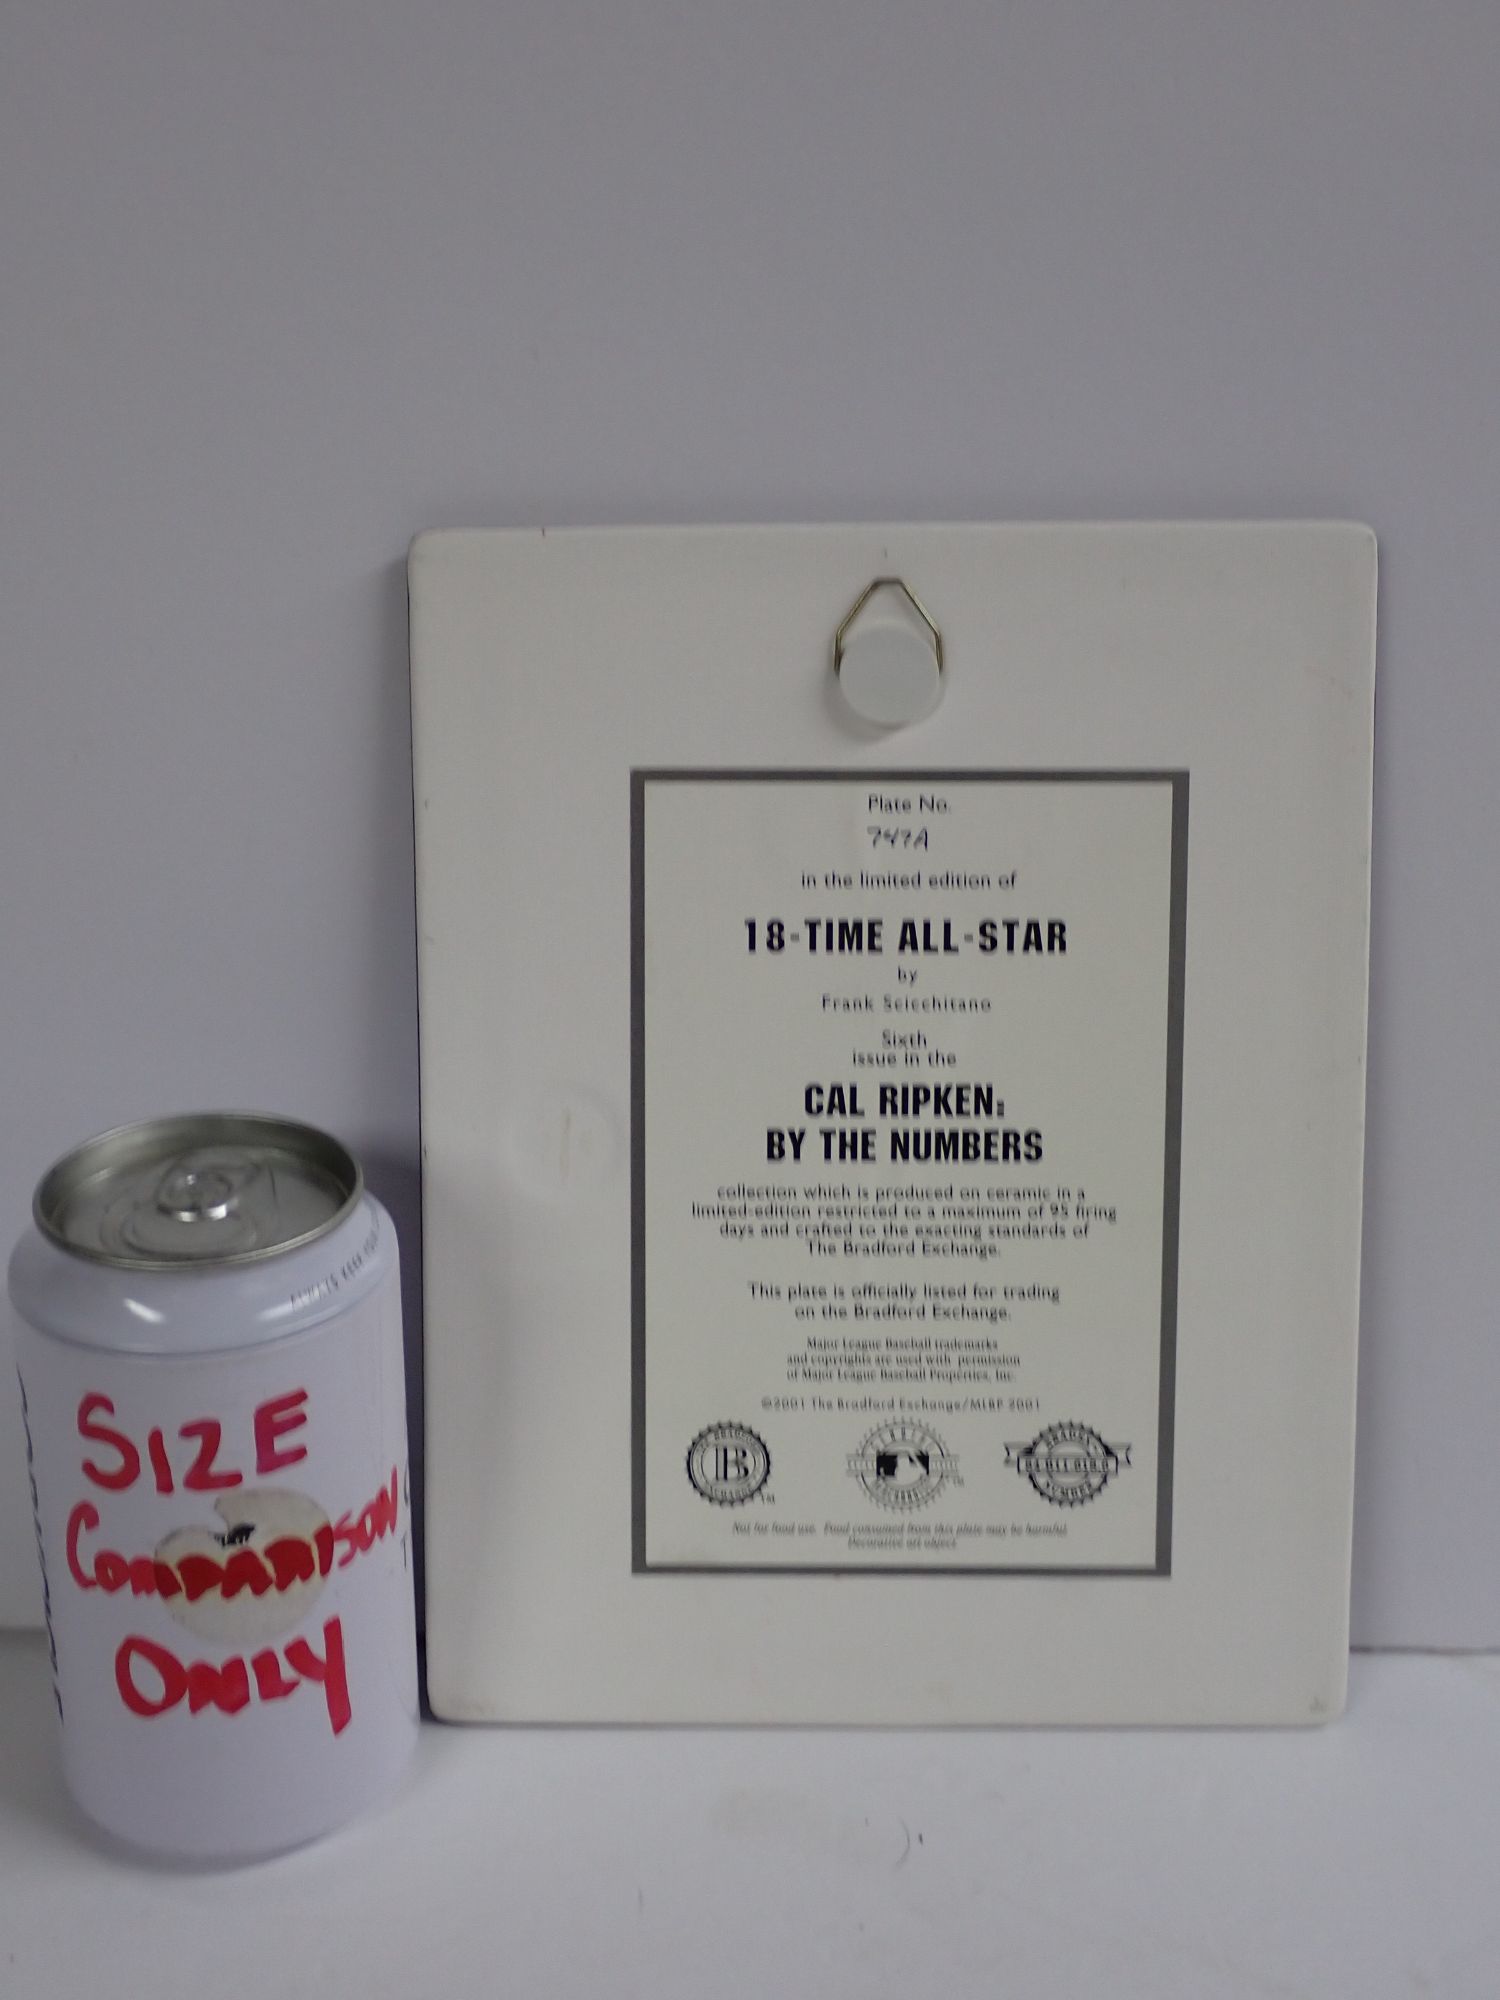 Plate No.
747A
in the limited edition of
18-TIME ALL-STAR
by
Frank Scicchitano
Sixth
issue in the
CAL RIPKEN:
BY THE NUMBERS
collection which is produced on ceramic in a
limited-edition restricted to a maximum of 95 firing
days and crafted to the exacting standards of
The Bradford Exchange.
This plate is officially listed for trading
on the Bradford Exchange.
Major League Baseball trademarks
and copyrights are used with permission
of Major League Baseball Properties, Inc.
©2001 The Bradford Exchange/MLBP 2001
B
TM
TM
NUMBER
Not for food use. Food consumed from this plate may be harmful.
Decorative art object.
SIZE
COMPARISON
ONLY